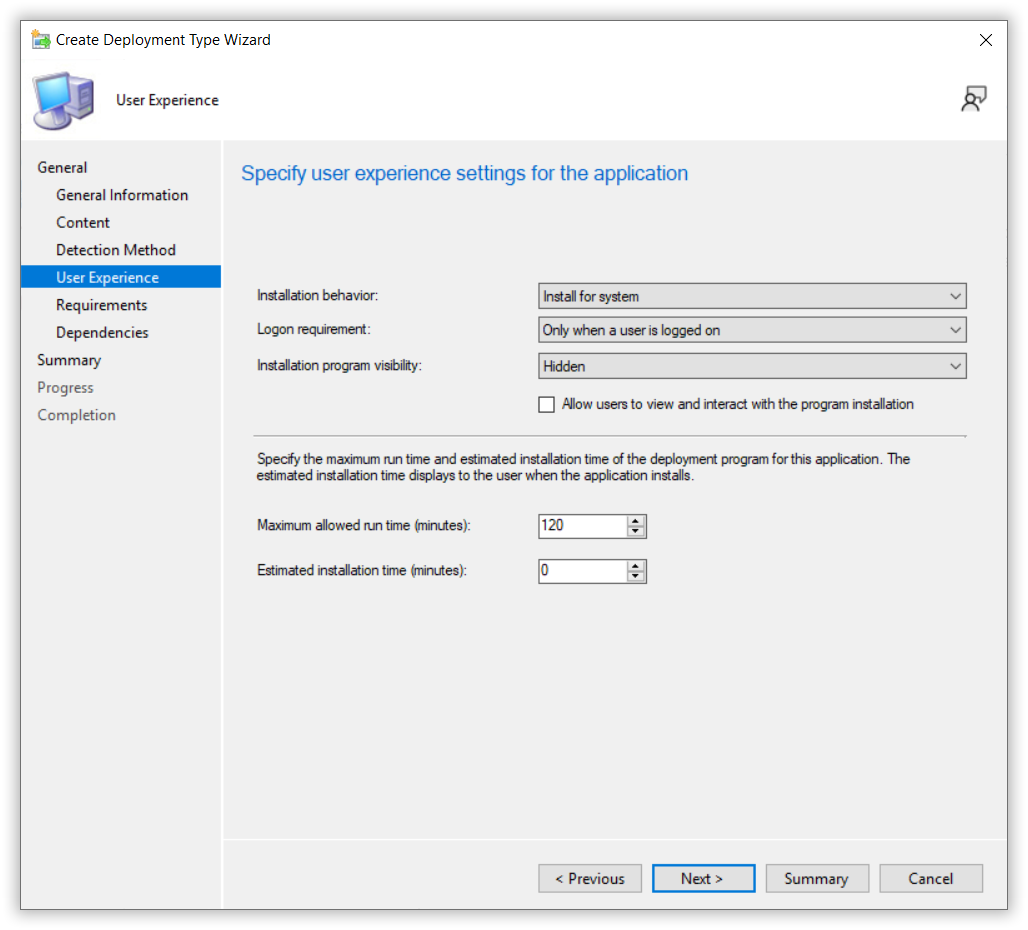 Create Deployment Type Wizard
User Experience
General
General Information
Content
Detection Method
User Experience
Requirements
Dependencies
Summary
Progress
Completion
Specify user experience settings for the application
Installation behavior: Install for system
Logon requirement: Only when a user is logged on
Installation program visibility: Hidden
Allow users to view and interact with the program installation
Specify the maximum run time and estimated installation time of the deployment program for this application. The
estimated installation time displays to the user when the application installs.
Maximum allowed run time (minutes): 120
Estimated installation time (minutes): 0
< Previous Next > Summary Cancel